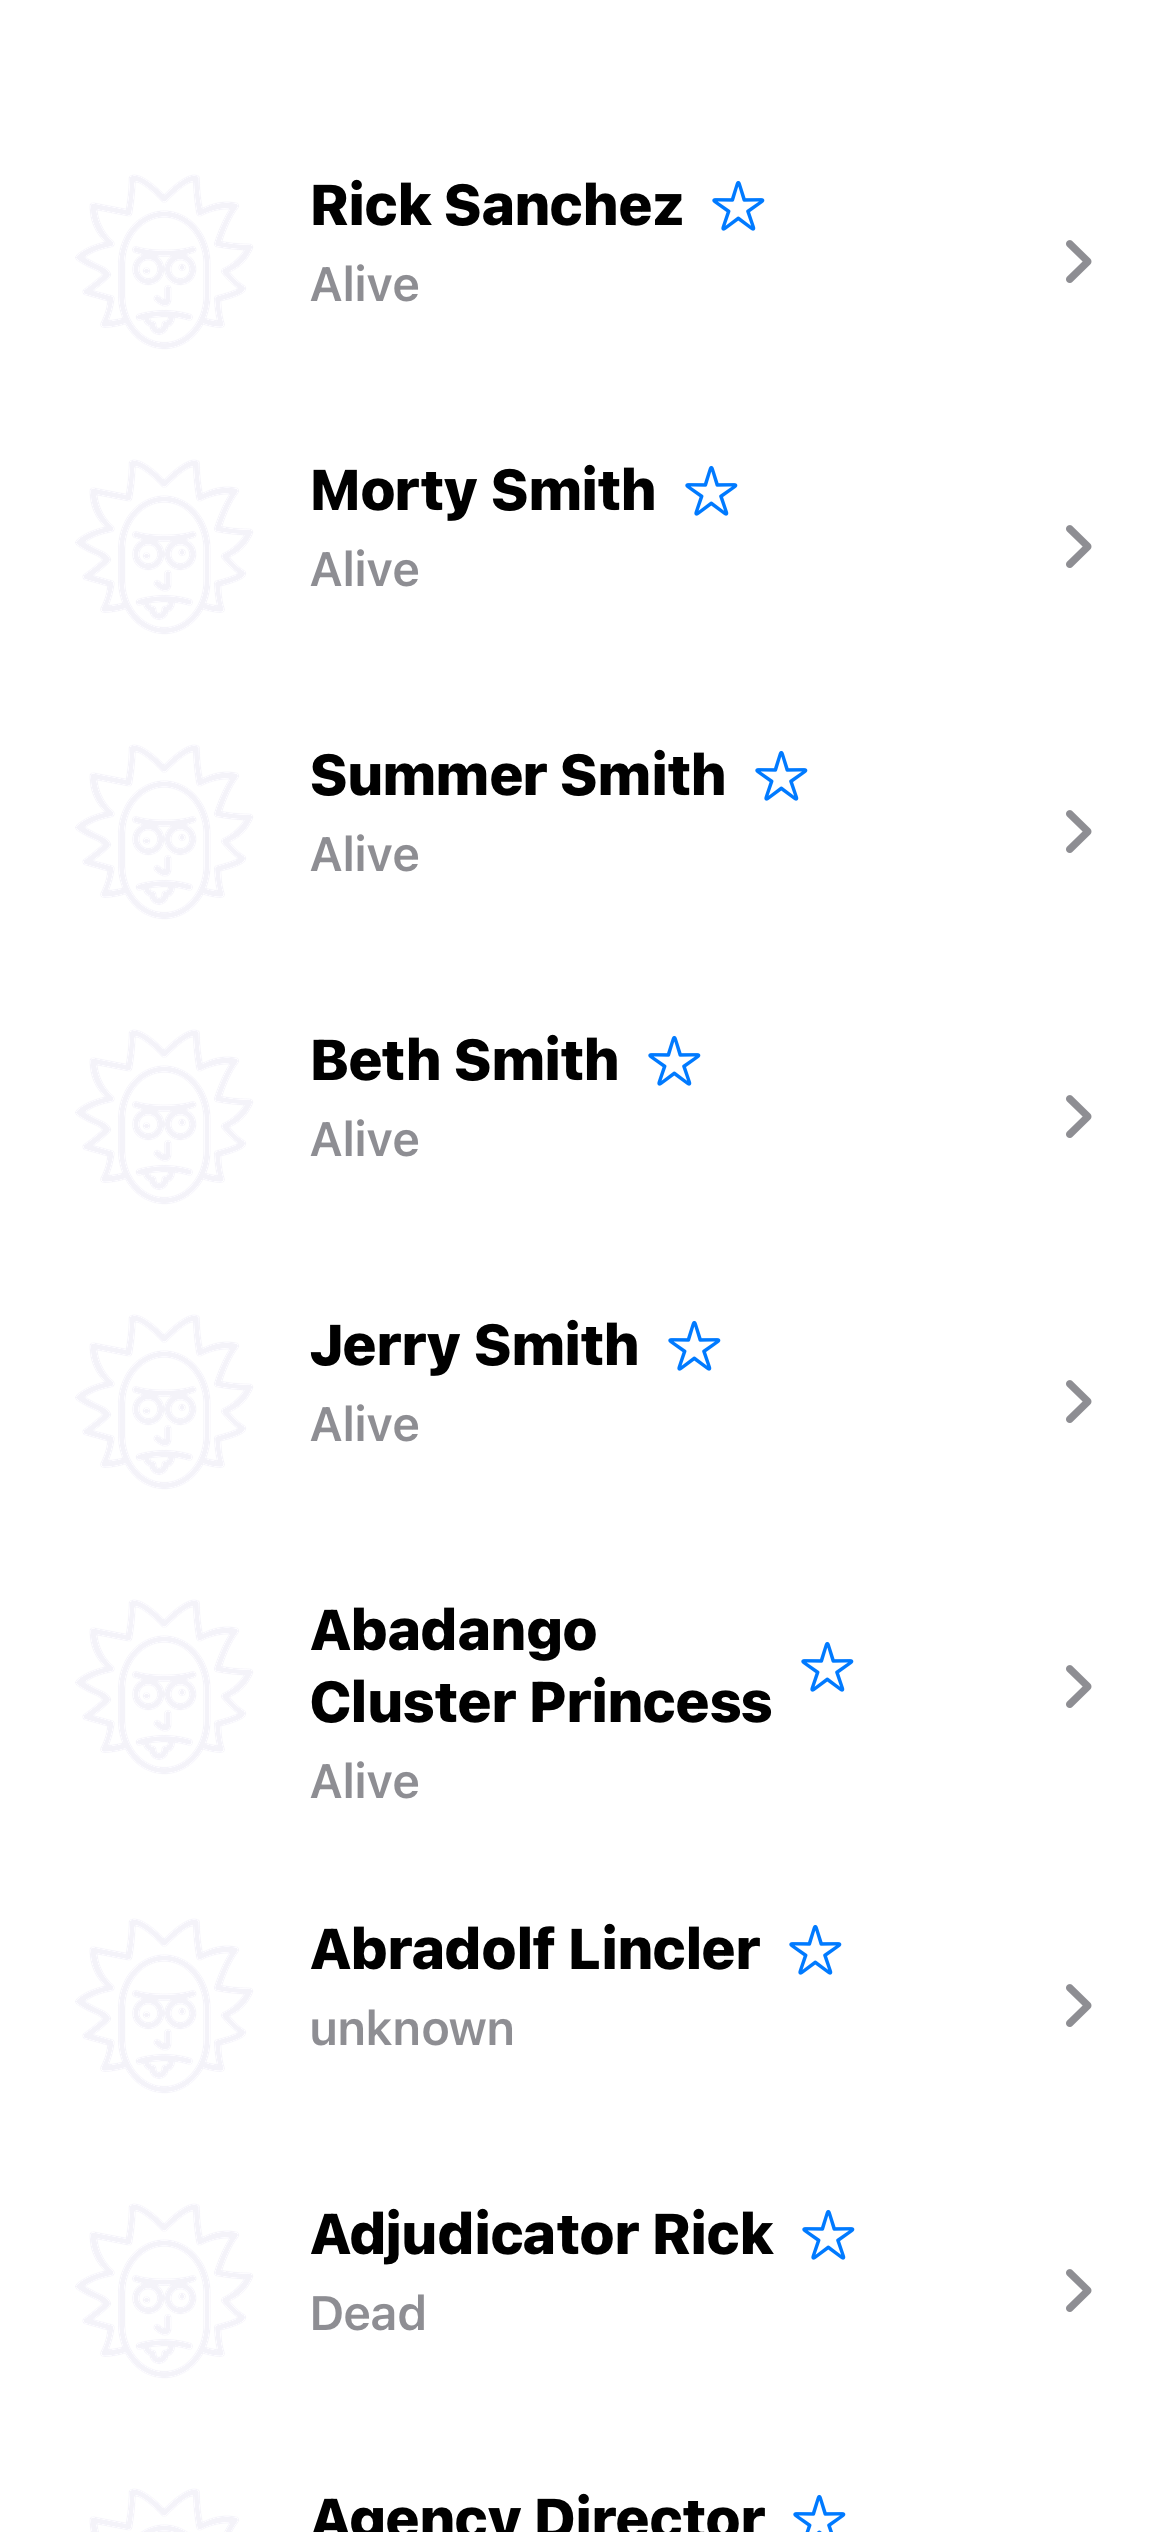 Rick Sanchez
Alive
Morty Smith
Alive
Summer Smith
Alive
Beth Smith
Alive
Jerry Smith
Alive
Abadango
Cluster Princess
Alive
Abradolf Lincler
unknown
Adjudicator Rick
Dead
Agency Director